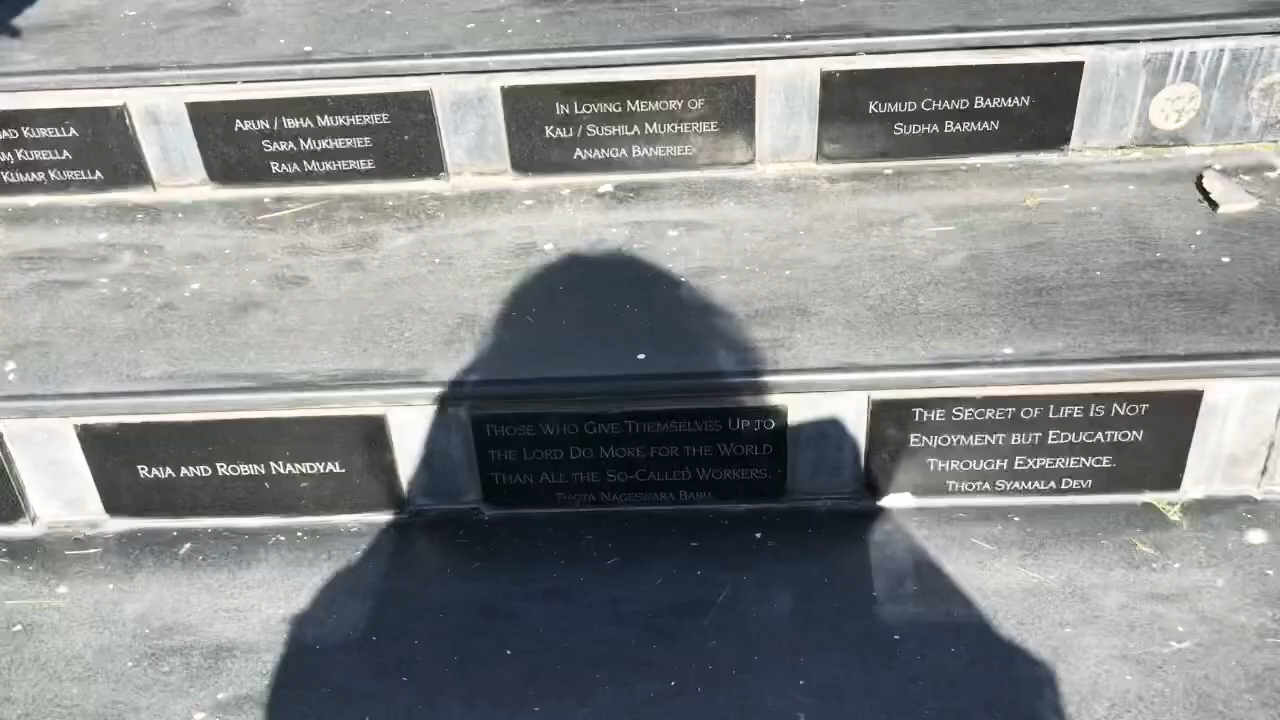 KURELLA
KURELLA
KUMAR KURELLA
ARUN / IBHA MUKHERJEE
SARA MUKHERJEE
RAJA MUKHERJEE
IN LOVING MEMORY OF
KALI / SUSHILA MUKHERJEE
ANANGA BANERJEE
KUMUD CHAND BARMAN
SUDHA BARMAN
RAJA AND ROBIN NANDYAL
THOSE WHO GIVE THEMSELVES UP TO
THE LORD DO MORE FOR THE WORLD
THAN ALL THE SO-CALLED WORKERS.
THOTA NAGESWARA BABU
THE SECRET OF LIFE IS NOT
ENJOYMENT BUT EDUCATION
THROUGH EXPERIENCE.
THOTA SYAMALA DEVI